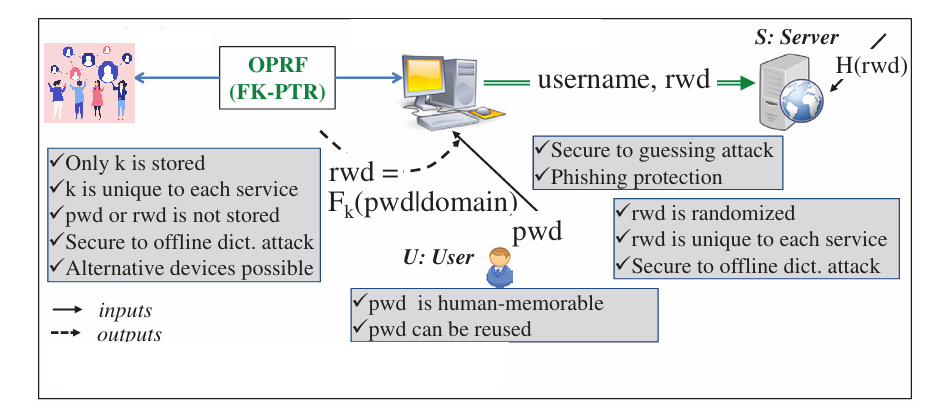 S: Server
OPRF
(FK-PTR)
username, rwd
H(rwd)
✓Only k is stored
✓k is unique to each service
✓pwd or rwd is not stored
✓Secure to offline dict. attack
✓Alternative devices possible
rwd =
F_k(pwd|domain)
✓Secure to guessing attack
✓Phishing protection
pwd
✓rwd is randomized
✓rwd is unique to each service
✓Secure to offline dict. attack
U: User
✓pwd is human-memorable
✓pwd can be reused
inputs
outputs